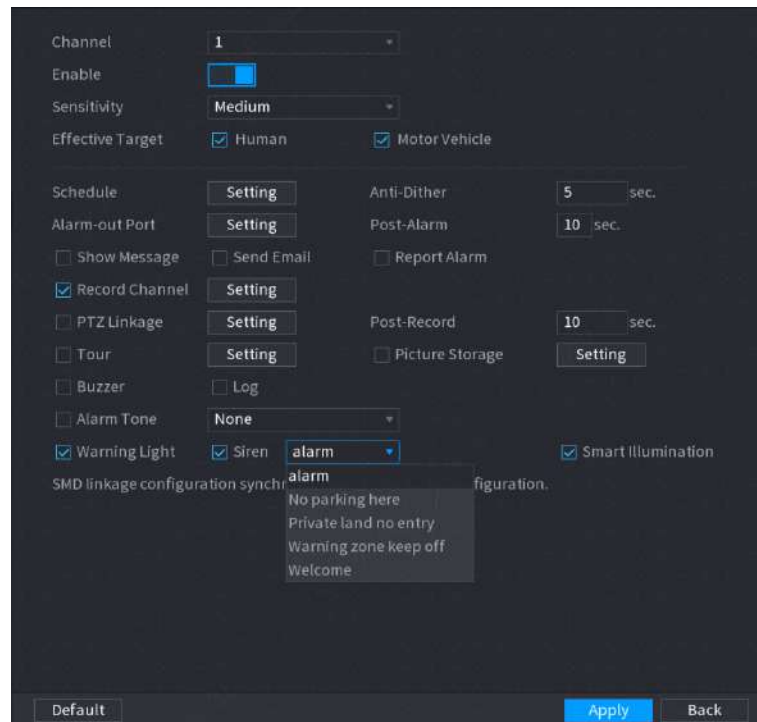 Channel 1
Enable
Sensitivity Medium
Effective Target Human Motor Vehicle
Schedule Setting Anti-Dither 5 sec.
Alarm-out Port Setting Post-Alarm 10 sec.
Show Message Send Email Report Alarm
Record Channel Setting
PTZ Linkage Setting Post-Record 10 sec.
Tour Setting Picture Storage Setting
Buzzer Log
Alarm Tone None
Warning Light Siren alarm Smart Illumination
alarm
SMD linkage configuration synchr figuration.
No parking here
Private land no entry
Warning zone keep off
Welcome
Default Apply Back